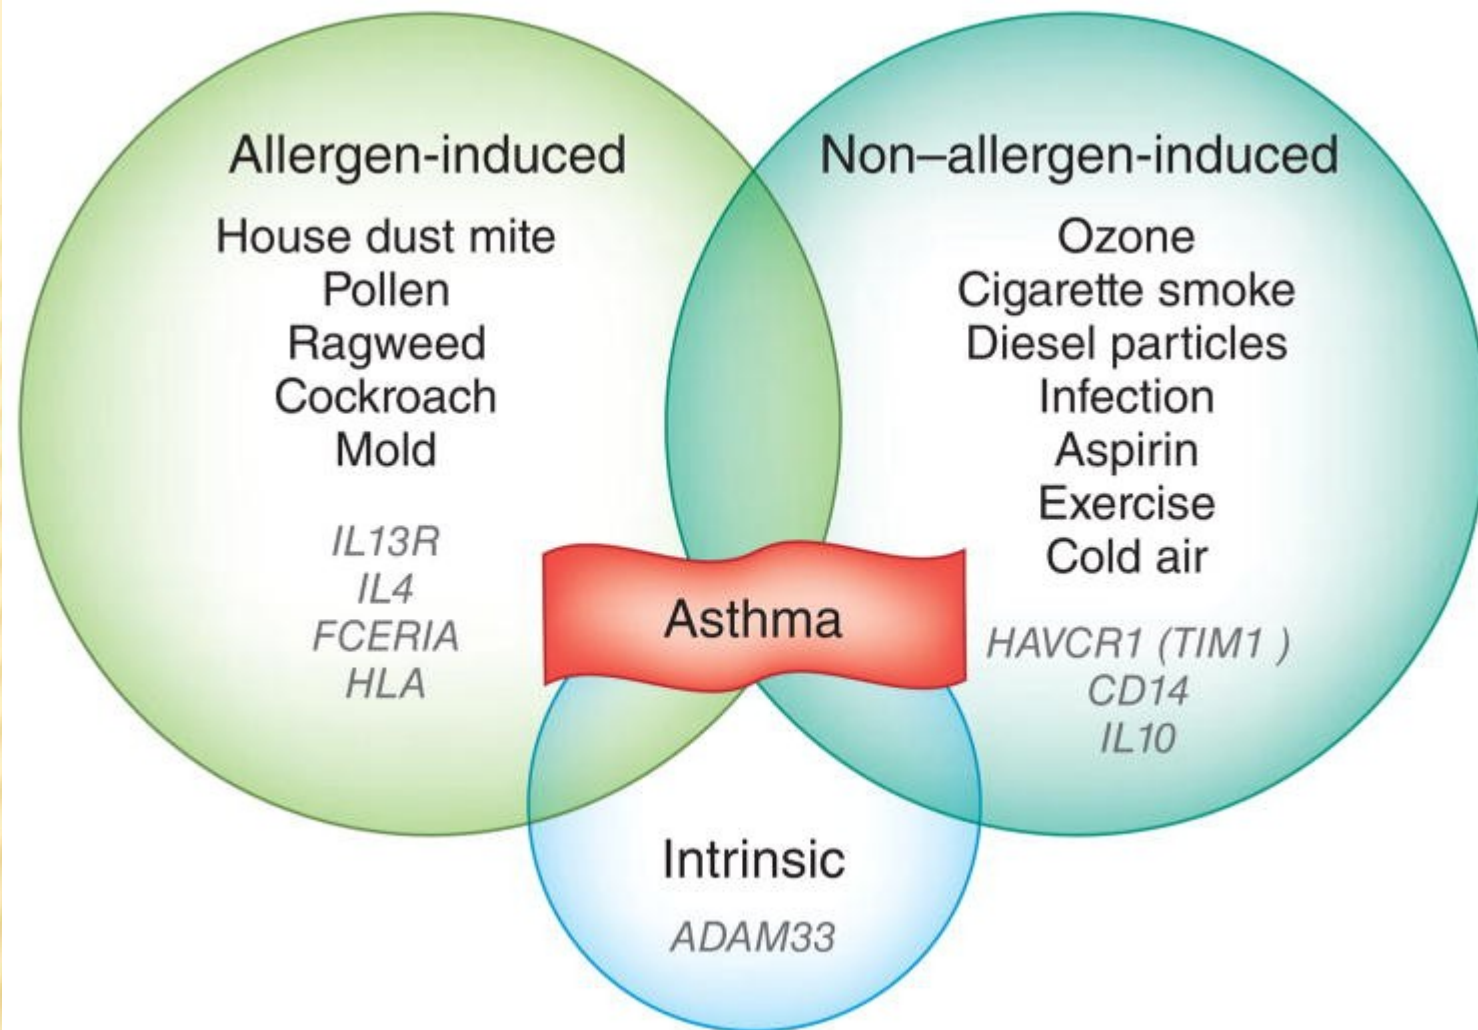 Allergen-induced
House dust mite
Pollen
Ragweed
Cockroach
Mold
IL13R
IL4
FCERIA
HLA
Non–allergen-induced
Ozone
Cigarette smoke
Diesel particles
Infection
Aspirin
Exercise
Cold air
HAVCR1 (TIM1 )
CD14
IL10
Asthma
Intrinsic
ADAM33